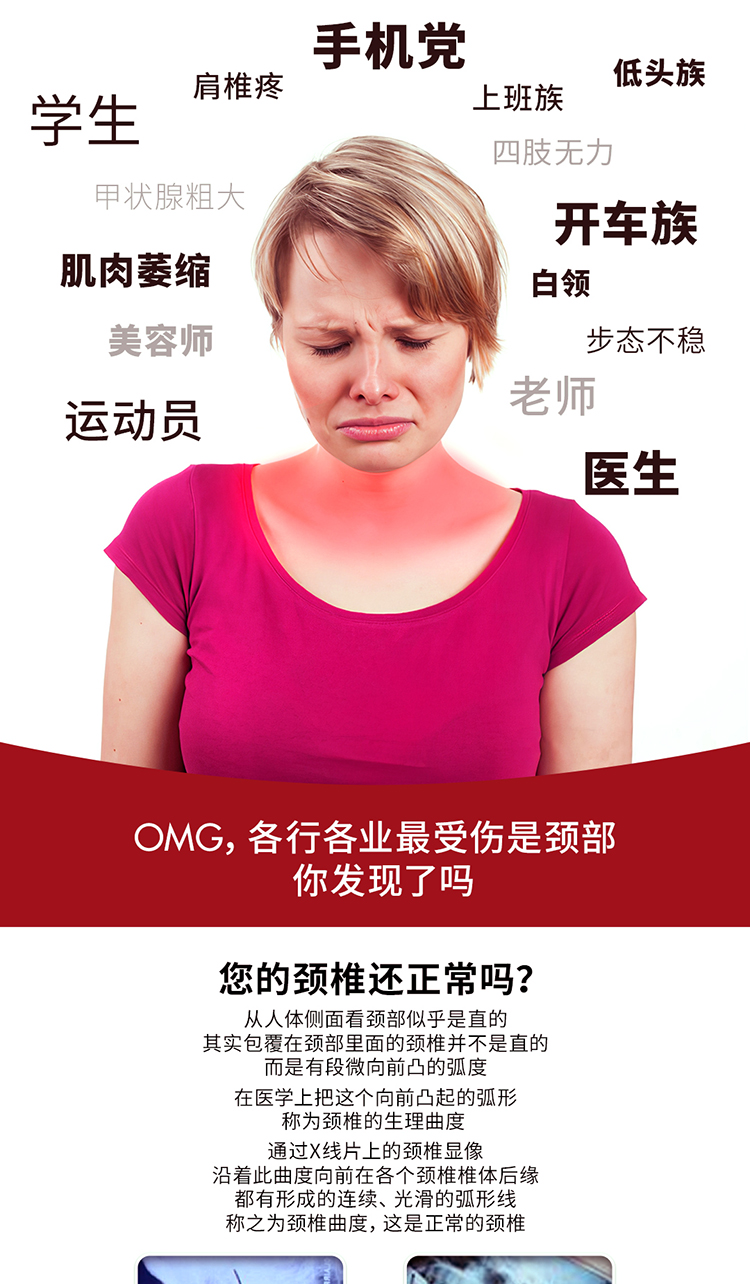 手机党
低头族
肩椎疼
上班族
学生
四肢无力
甲状腺粗大
开车族
肌肉萎缩
白领
美容师
步态不稳
老师
运动员
医生
OMG，各行各业最受伤是颈部
你发现了吗
您的颈椎还正常吗？
从人体侧面看颈部似乎是直的
其实包覆在颈部里面的颈椎并不是直的
而是有段微向前凸的弧度
在医学上把这个向前凸起的弧形
称为颈椎的生理曲度
通过X线片上的颈椎显像
沿着此曲度向前在各个颈椎椎体后缘
都有形成的连续、光滑的弧形线
称之为颈椎曲度，这是正常的颈椎